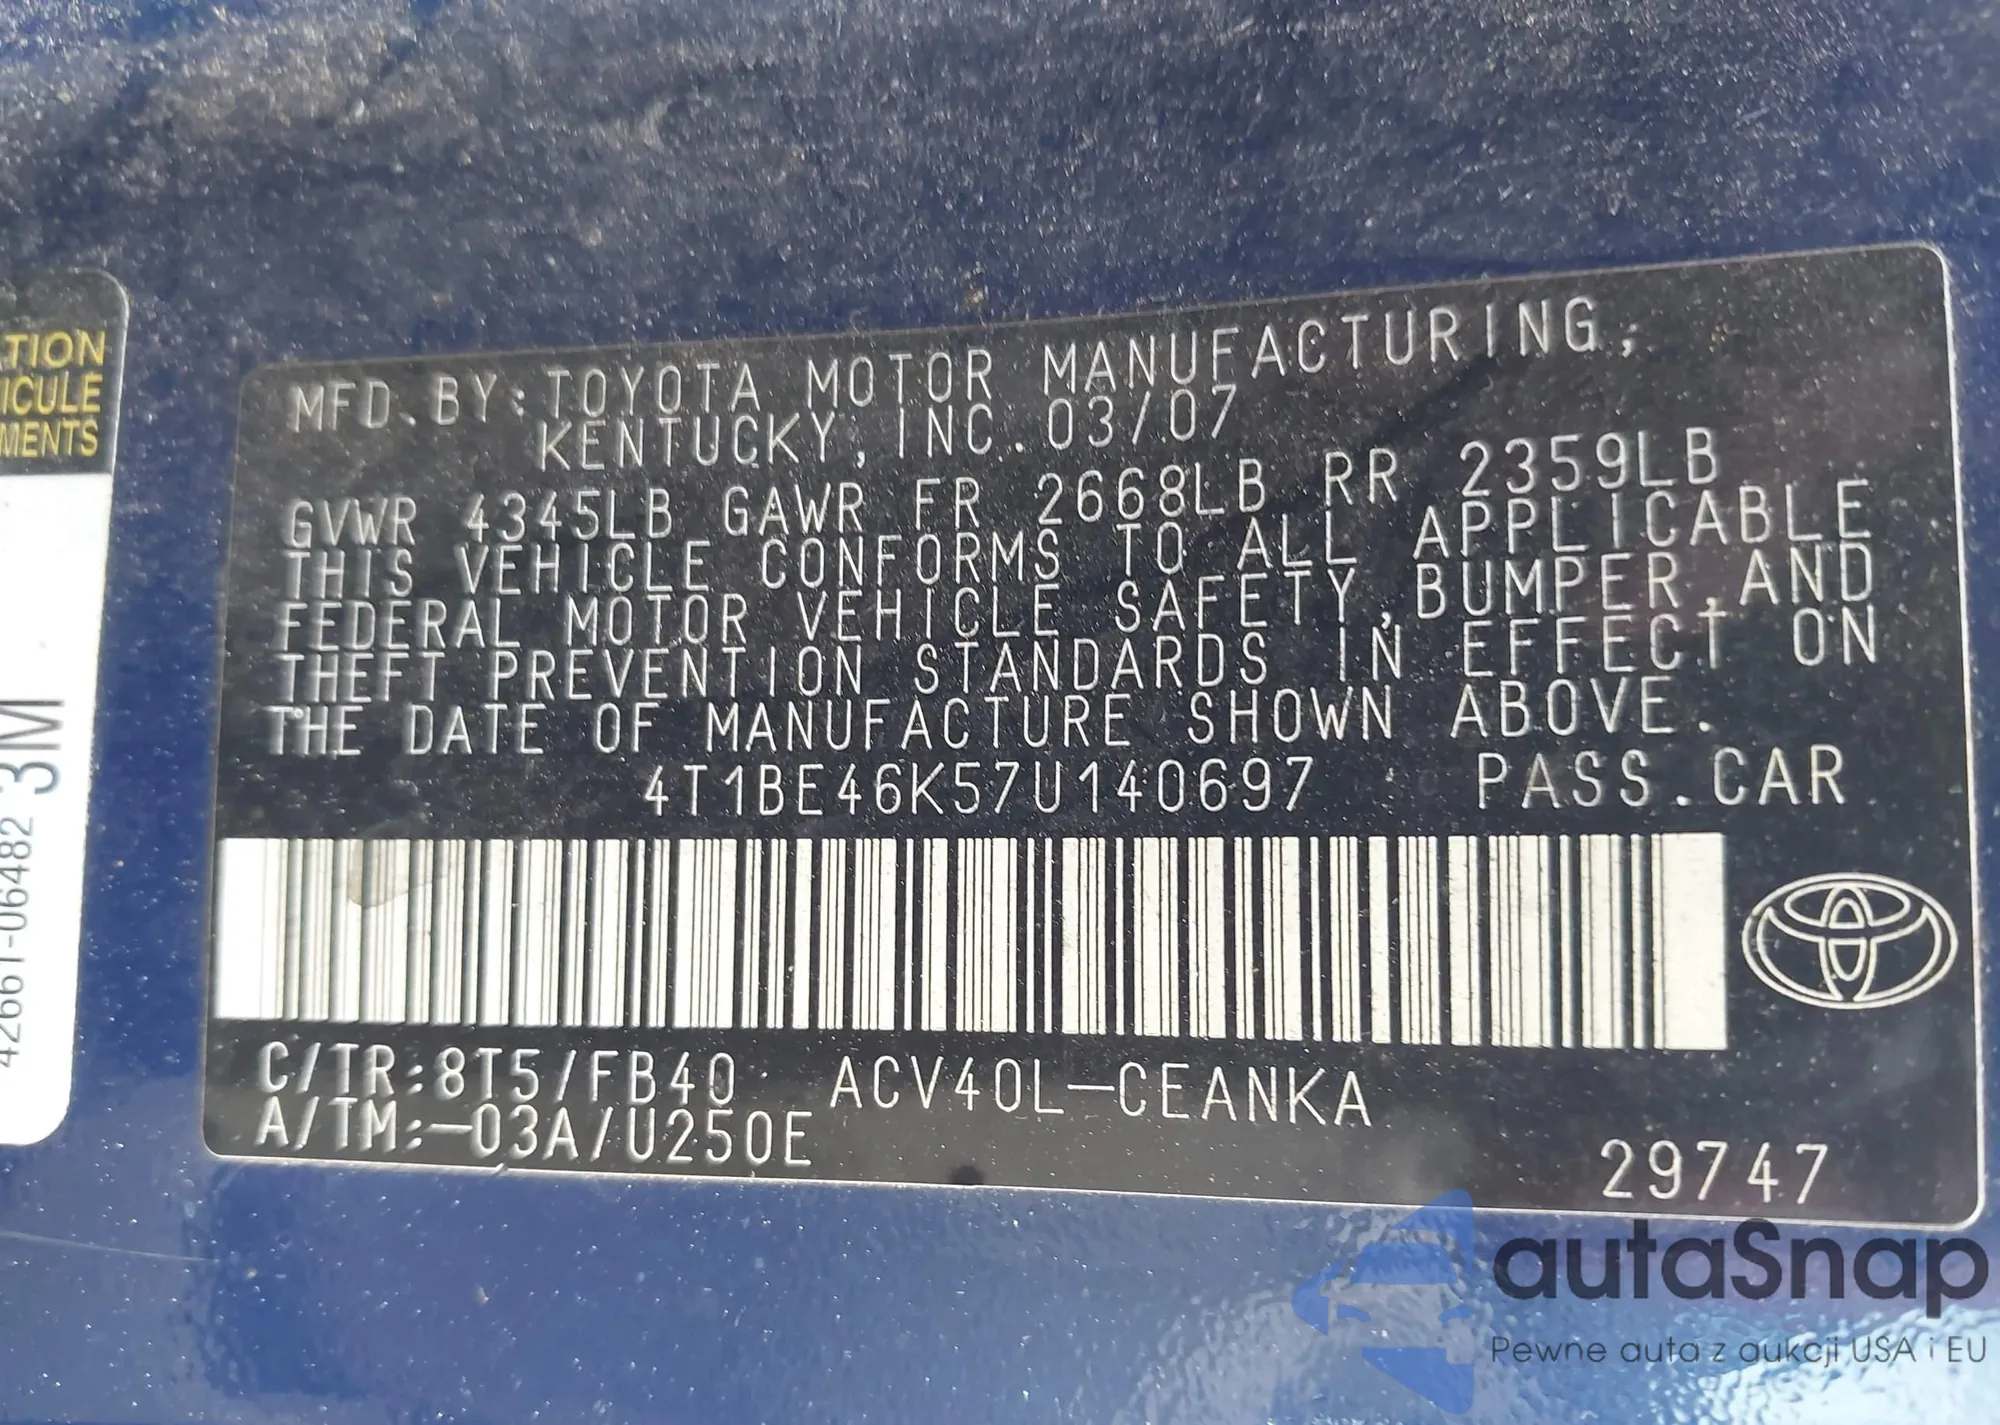 TION
ICULE
MENTS
42661-06482 3M
MFD. BY: TOYOTA MOTOR MANUFACTURING,
KENTUCKY, INC. 03/07
GVWR 4345LB GAWR FR 2668LB RR 2359LB
THIS VEHICLE CONFORMS TO ALL APPLICABLE
FEDERAL MOTOR VEHICLE SAFETY, BUMPER, AND
THEFT PREVENTION STANDARDS IN EFFECT ON
THE DATE OF MANUFACTURE SHOWN ABOVE.
4T1BE46K57U140697 PASS. CAR
C/TR: 8T5/FB40 ACV40L-CEANKA
A/TM: -03A/U250E
29747
autaSnap
Pewne auta z aukcji USA i EU